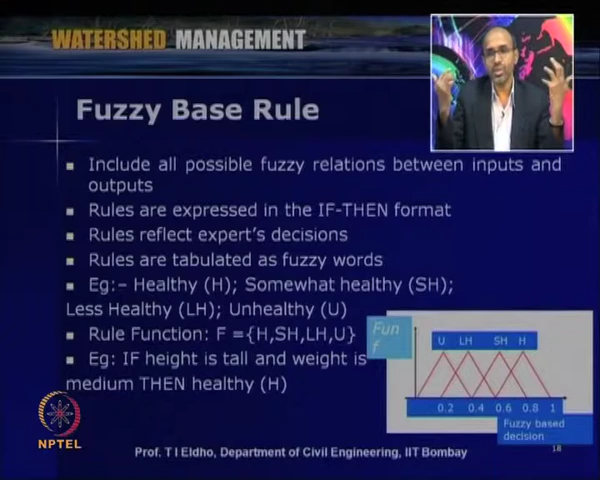 WATERSHED MANAGEMENT
Fuzzy Base Rule
Include all possible fuzzy relations between inputs and
outputs
Rules are expressed in the IF-THEN format
Rules reflect expert's decisions
Rules are tabulated as fuzzy words
Eg:– Healthy (H); Somewhat healthy (SH);
Less Healthy (LH); Unhealthy (U)
Rule Function: F ={H,SH,LH,U}
Eg: IF height is tall and weight is
medium THEN healthy (H)
Fun
f
U LH SH H
0.2 0.4 0.6 0.8 1
Fuzzy based
decision
NPTEL
Prof. T I Eldho, Department of Civil Engineering, IIT Bombay
18